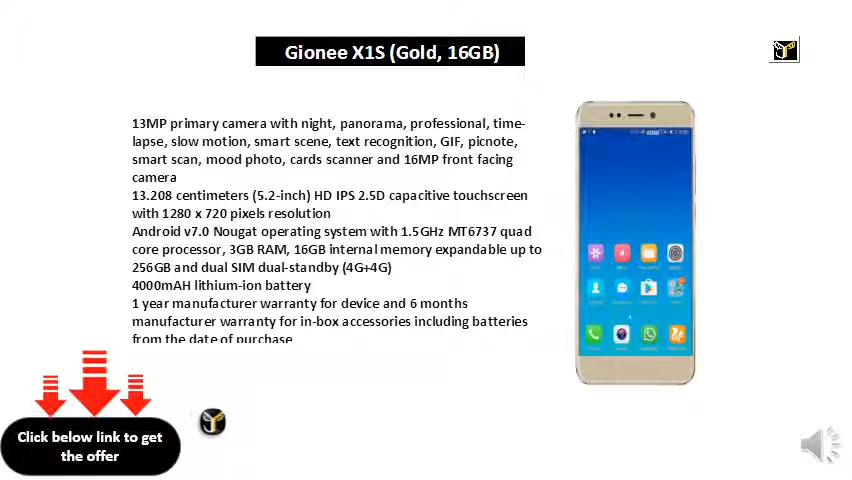 Gionee X1S (Gold, 16GB)
13MP primary camera with night, panorama, professional, time-
lapse, slow motion, smart scene, text recognition, GIF, picnote,
smart scan, mood photo, cards scanner and 16MP front facing
camera
13.208 centimeters (5.2-inch) HD IPS 2.5D capacitive touchscreen
with 1280 x 720 pixels resolution
Android v7.0 Nougat operating system with 1.5GHz MT6737 quad
core processor, 3GB RAM, 16GB internal memory expandable up to
256GB and dual SIM dual-standby (4G+4G)
4000mAH lithium-ion battery
1 year manufacturer warranty for device and 6 months
manufacturer warranty for in-box accessories including batteries
from the date of purchase
Click below link to get
the offer